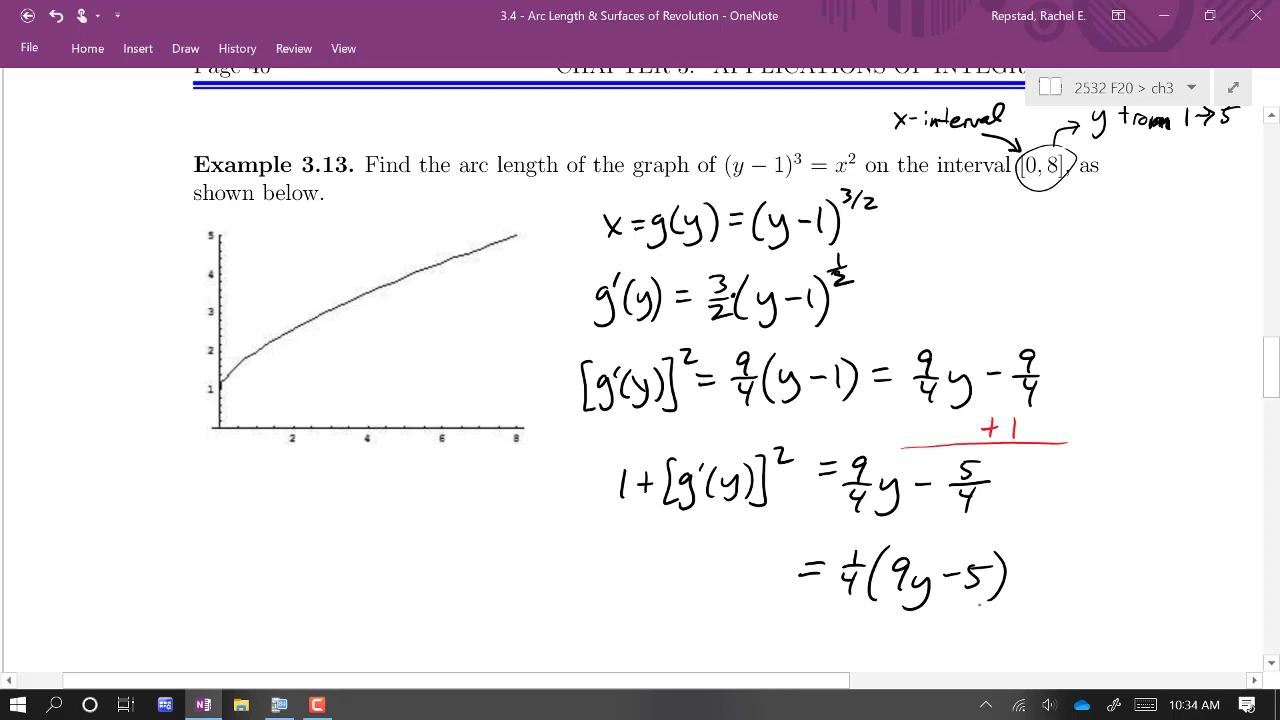 3.4 - Arc Length & Surfaces of Revolution - OneNote
Repstad, Rachel E.
File Home Insert Draw History Review View
2532 F20 > ch3
x-interval
y from 1→5
Example 3.13. Find the arc length of the graph of (y − 1)³ = x² on the interval [0, 8], as
shown below.
x = g(y) = (y-1)^3/2
g'(y) = 3/2·(y-1)^1/2
[g'(y)]² = 9/4(y-1) = 9/4y - 9/4
+1
1+[g'(y)]² = 9/4y - 5/4
= 1/4(9y-5)
5
4
3
2
1
2 4 6 8
10:34 AM